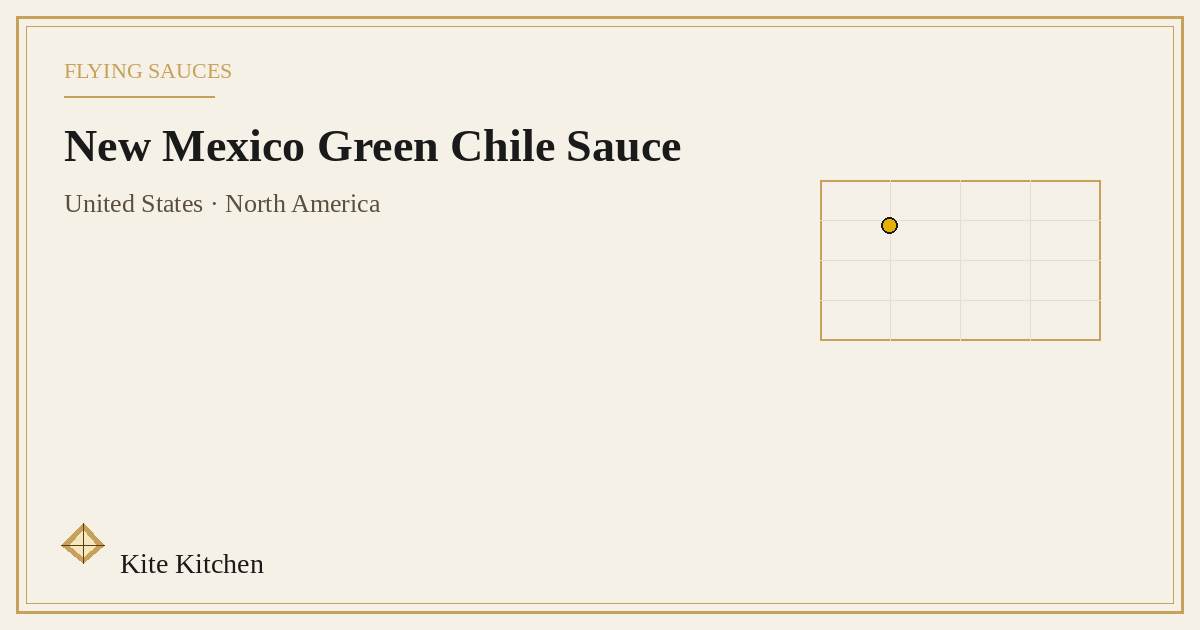 FLYING SAUCES
New Mexico Green Chile Sauce
United States · North America
Kite Kitchen